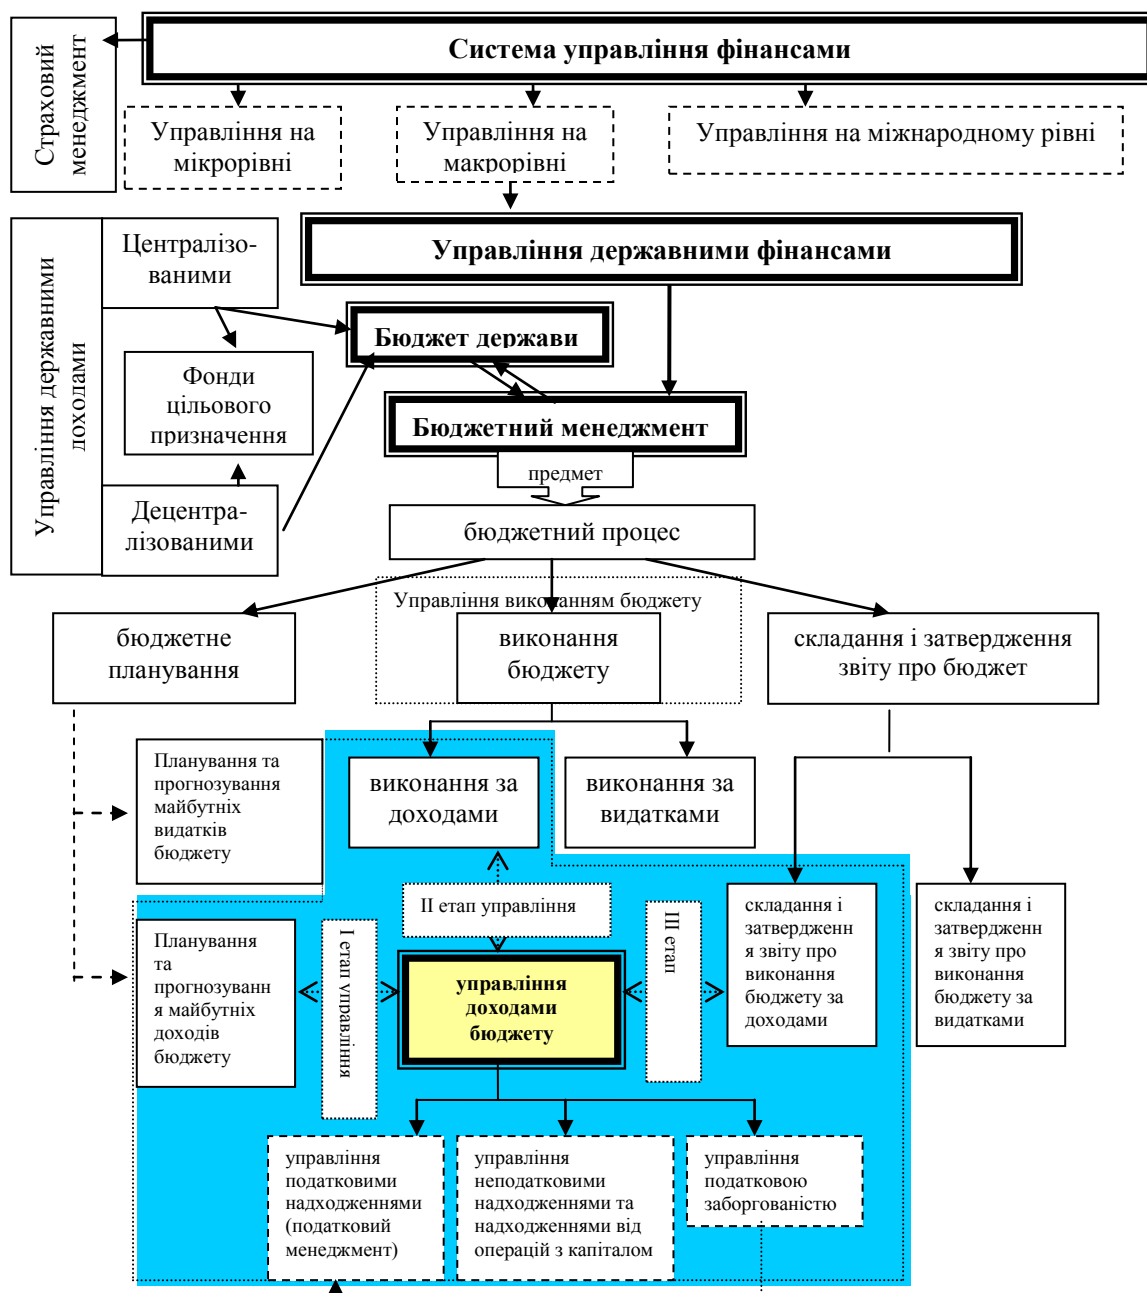 Страховий
менеджмент
Система управління фінансами
Управління на
мікрорівні
Управління на
макрорівні
Управління на міжнародному рівні
Управління державними
доходами
Централізо-
ваними
Управління державними фінансами
Бюджет держави
Фонди
цільового
призначення
Бюджетний менеджмент
предмет
Децентра-
лізованими
бюджетний процес
Управління виконанням бюджету
бюджетне
планування
виконання
бюджету
складання і затвердження
звіту про бюджет
Планування та
прогнозування
майбутніх
видатків
бюджету
виконання за
доходами
виконання за
видатками
II етап управління
Планування
та
прогнозуванн
я майбутніх
доходів
бюджету
I етап управління
управління
доходами
бюджету
III етап
складання і
затвердженн
я звіту про
виконання
бюджету за
доходами
складання і
затвердженн
я звіту про
виконання
бюджету за
видатками
управління
податковими
надходженнями
(податковий
менеджмент)
управління
неподатковими
надходженнями та
надходженнями від
операцій з капіталом
управління
податковою
заборгованістю